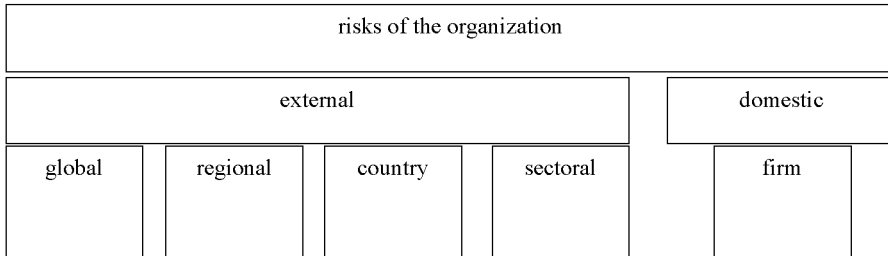 risks of the organization
external
domestic
global
regional
country
sectoral
firm